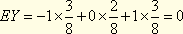 EY = −1×3/8 + 0×2/8 + 1×3/8 = 0